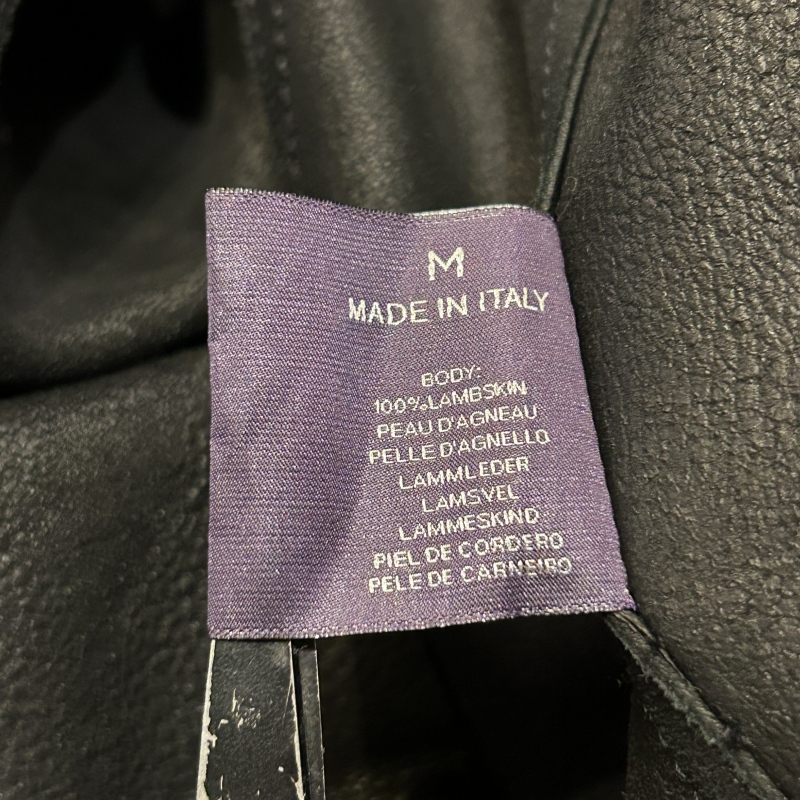 M
MADE IN ITALY
BODY:
100%LAMBSKIN
PEAU D'AGNEAU
PELLE D'AGNELLO
LAMMLEDER
LAMSVEL
LAMMESKIND
PIEL DE CORDERO
PELE DE CARNEIRO